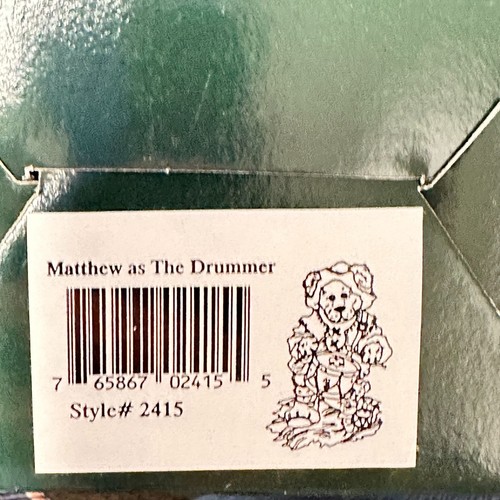 Matthew as The Drummer
7 65867 02415 5
Style# 2415